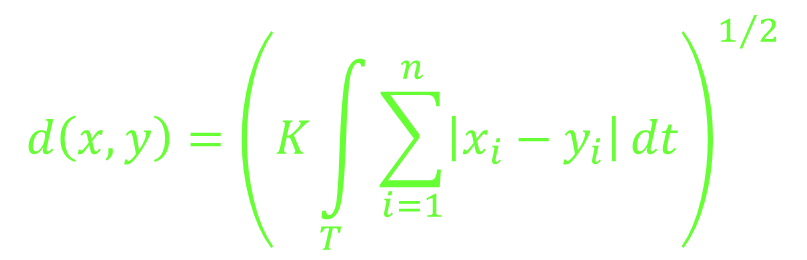 d(x, y) = (K ∫_T ∑_{i=1}^{n} |x_i − y_i| dt)^{1/2}